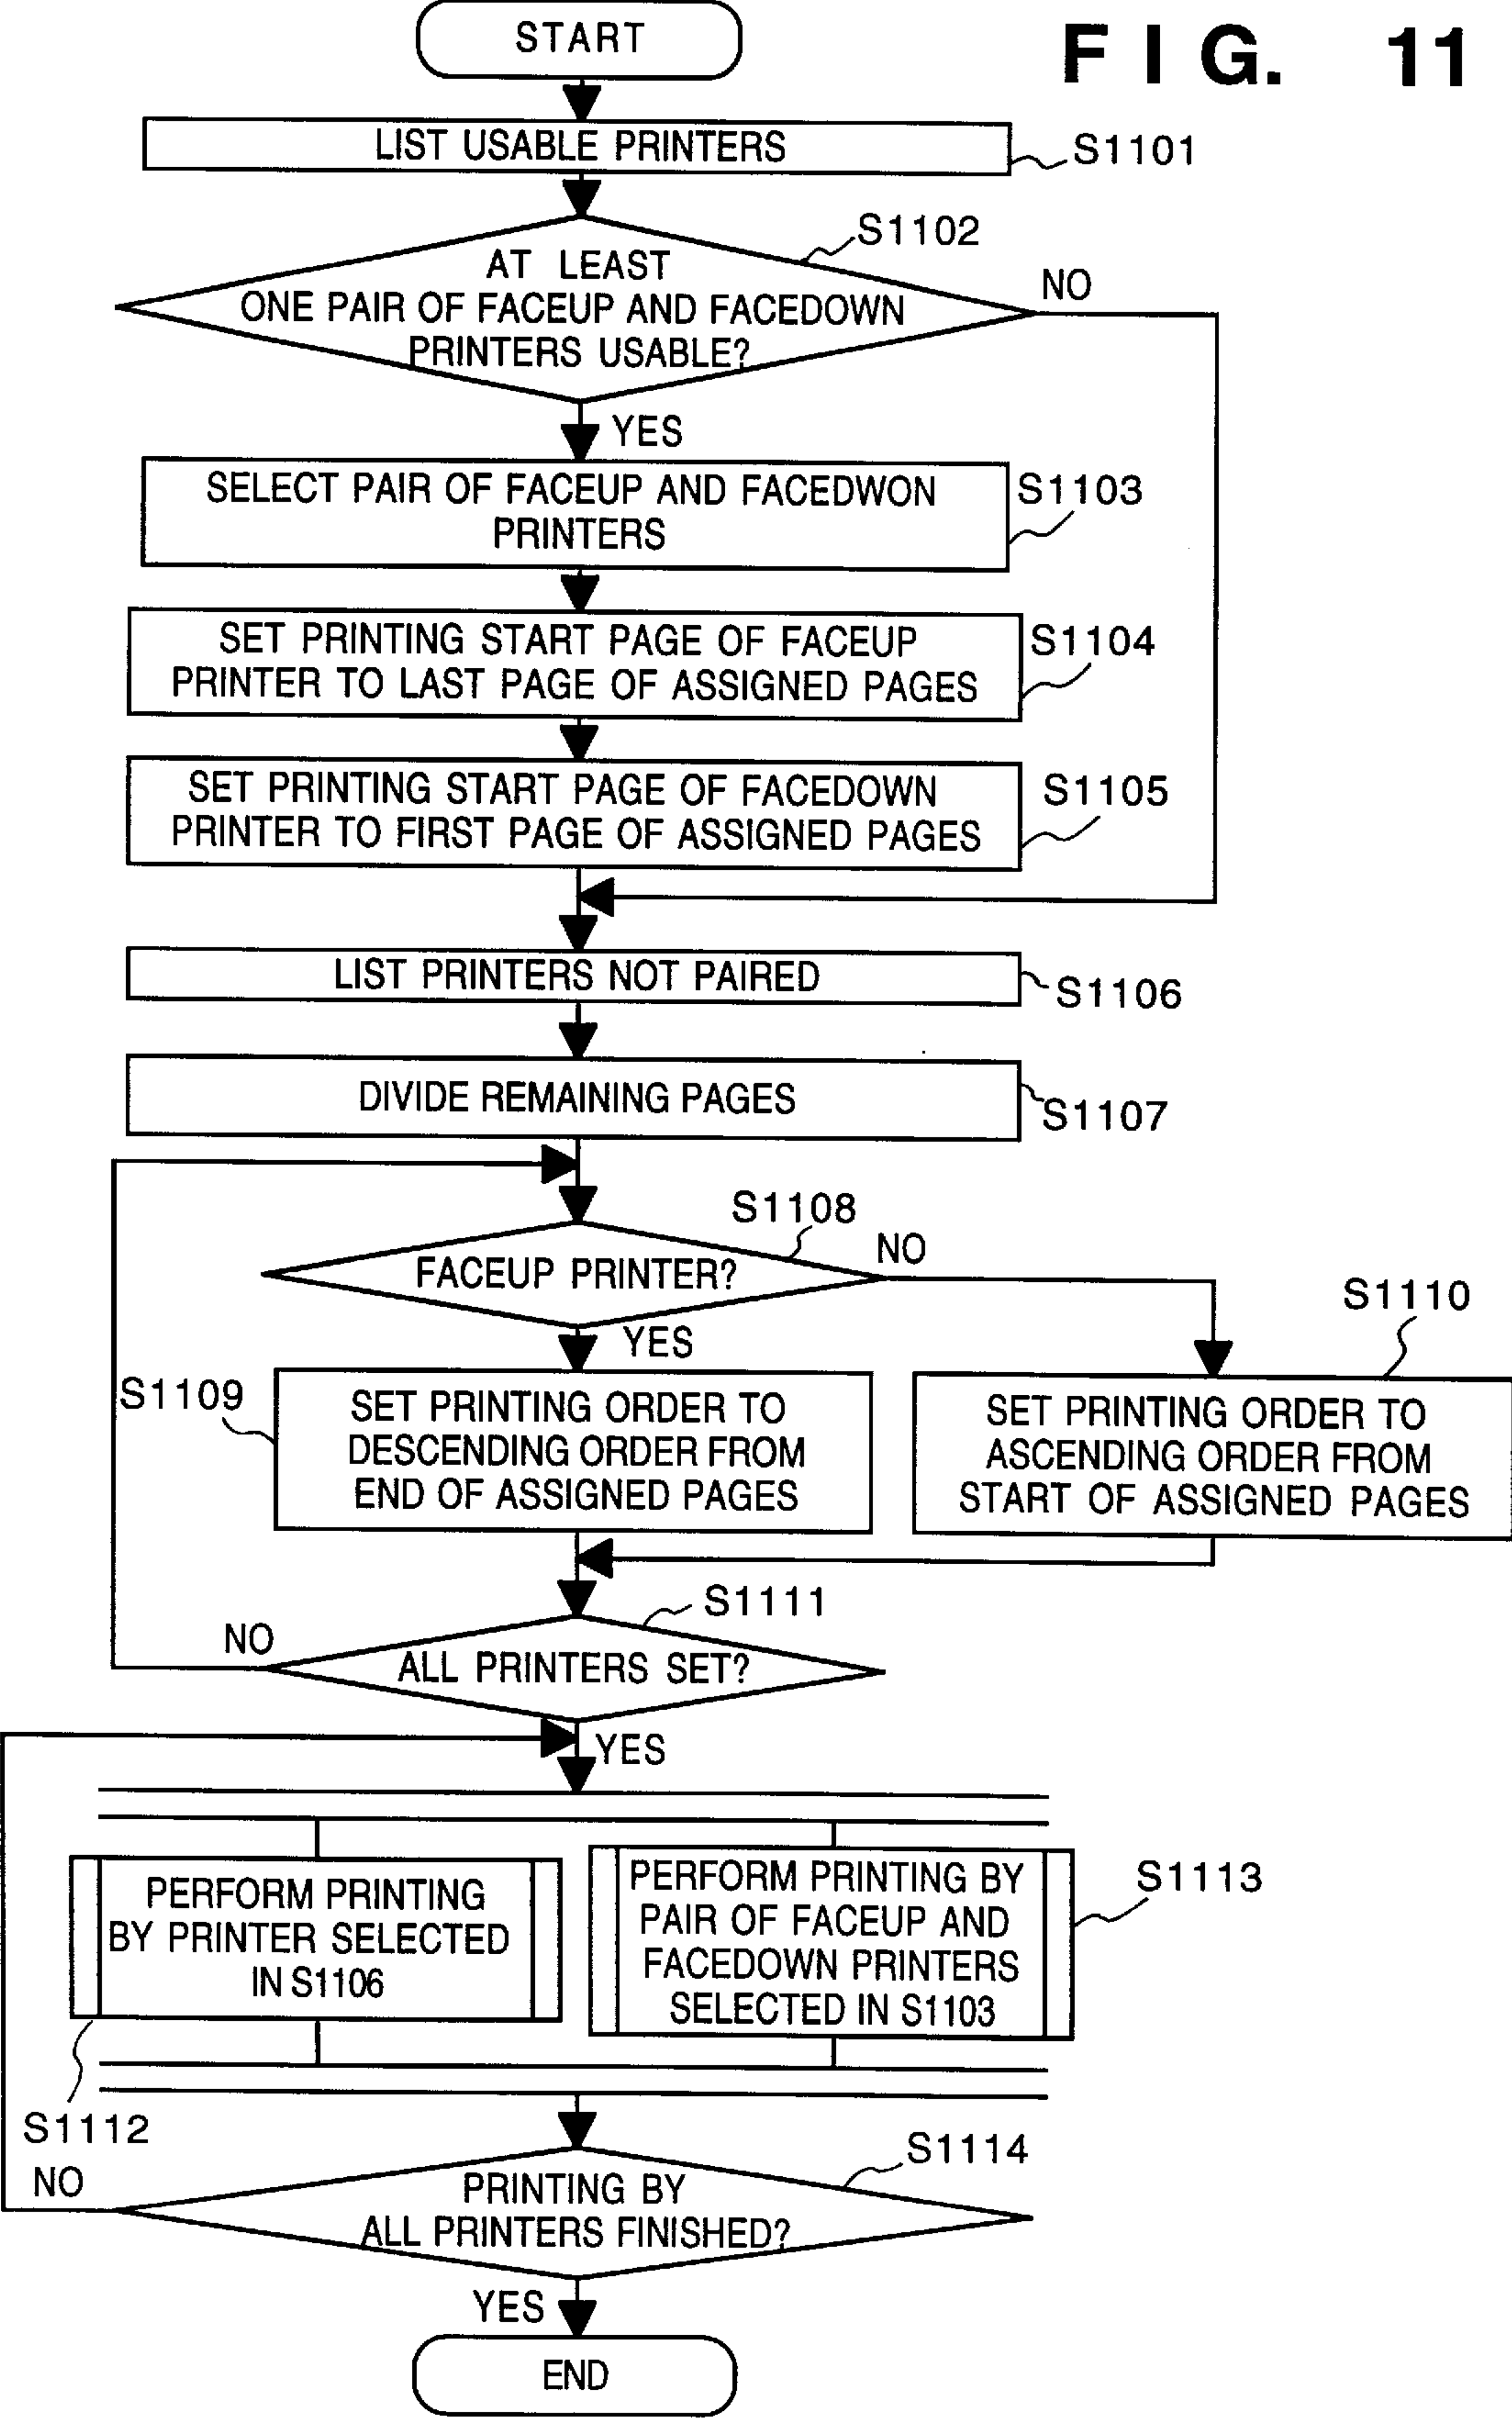 FIG. 11
START
LIST USABLE PRINTERS
S1101
S1102
AT LEAST
ONE PAIR OF FACEUP AND FACEDOWN
PRINTERS USABLE?
NO
YES
SELECT PAIR OF FACEUP AND FACEDWON
PRINTERS
S1103
SET PRINTING START PAGE OF FACEUP
PRINTER TO LAST PAGE OF ASSIGNED PAGES
S1104
SET PRINTING START PAGE OF FACEDOWN
PRINTER TO FIRST PAGE OF ASSIGNED PAGES
S1105
LIST PRINTERS NOT PAIRED
S1106
DIVIDE REMAINING PAGES
S1107
S1108
FACEUP PRINTER?
NO
YES
S1109
SET PRINTING ORDER TO
DESCENDING ORDER FROM
END OF ASSIGNED PAGES
S1110
SET PRINTING ORDER TO
ASCENDING ORDER FROM
START OF ASSIGNED PAGES
S1111
NO
ALL PRINTERS SET?
YES
PERFORM PRINTING
BY PRINTER SELECTED
IN S1106
S1112
PERFORM PRINTING BY
PAIR OF FACEUP AND
FACEDOWN PRINTERS
SELECTED IN S1103
S1113
S1114
NO
PRINTING BY
ALL PRINTERS FINISHED?
YES
END